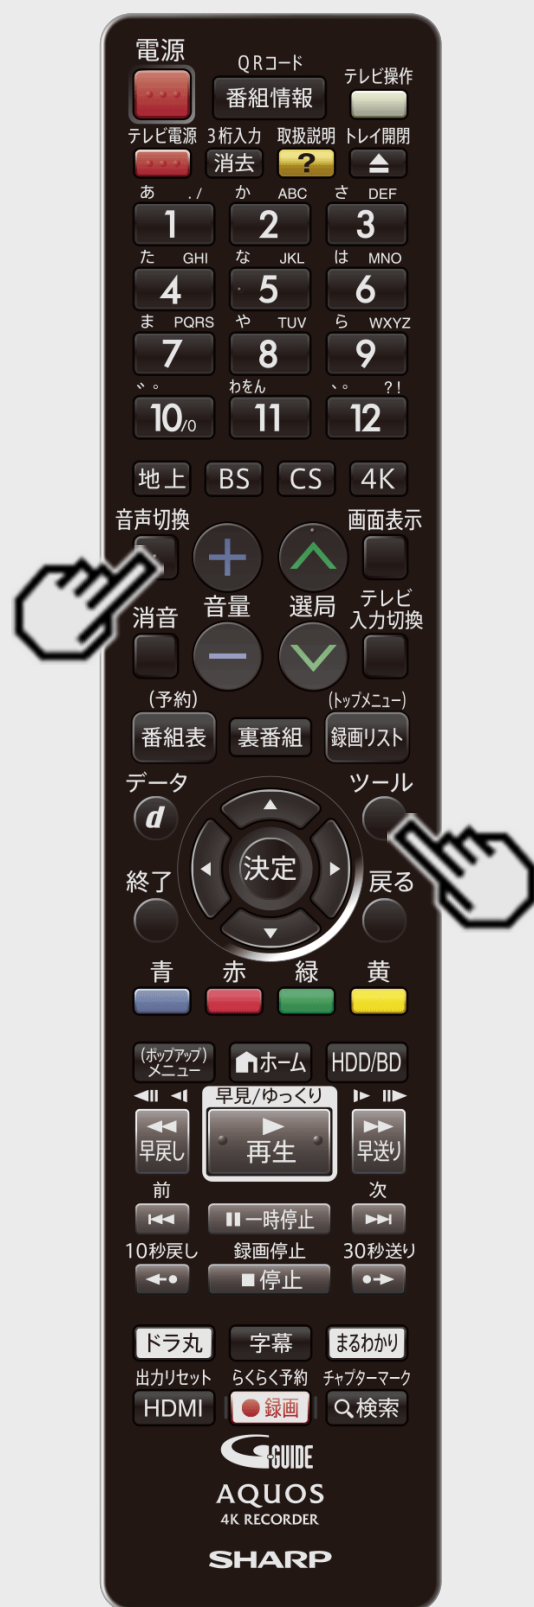 電源
QRコード
番組情報
テレビ操作
テレビ電源 3桁入力 取扱説明 トレイ開閉
消去 ?
あ ./ か ABC さ DEF
1 2 3
た GHI な JKL は MNO
4 5 6
ま PQRS や TUV ら WXYZ
7 8 9
゛゜ わをん 、。 ?!
10/0 11 12
地上 BS CS 4K
音声切換 画面表示
消音 音量 選局 テレビ
入力切換
(予約) (トップメニュー)
番組表 裏番組 録画リスト
データ ツール
d
決定
終了 戻る
青 赤 緑 黄
(ポップアップ)
メニュー ホーム HDD/BD
早見/ゆっくり
早戻し 再生 早送り
前 次
一時停止
10秒戻し 録画停止 30秒送り
停止
ドラ丸 字幕 まるわかり
出力リセット らくらく予約 チャプターマーク
HDMI 録画 検索
G-GUIDE
AQUOS
4K RECORDER
SHARP